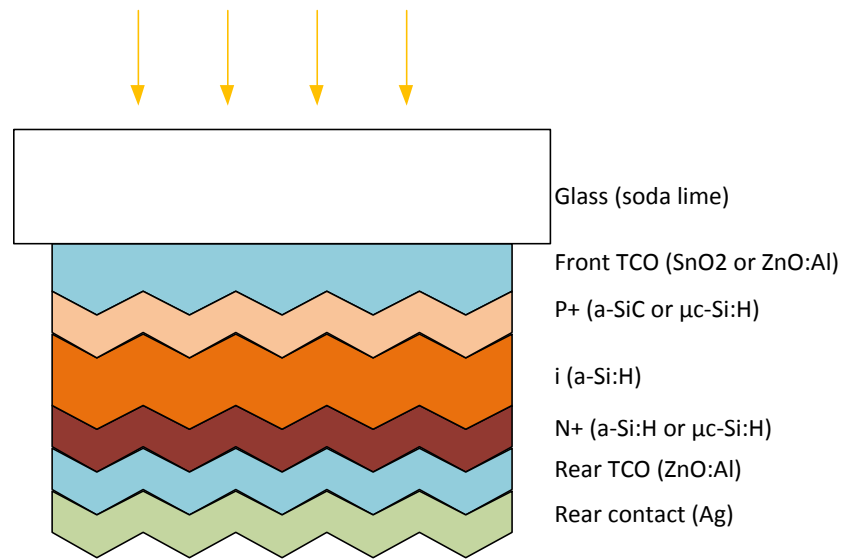 Glass (soda lime)
Front TCO (SnO2 or ZnO:Al)
P+ (a-SiC or µc-Si:H)
i (a-Si:H)
N+ (a-Si:H or µc-Si:H)
Rear TCO (ZnO:Al)
Rear contact (Ag)